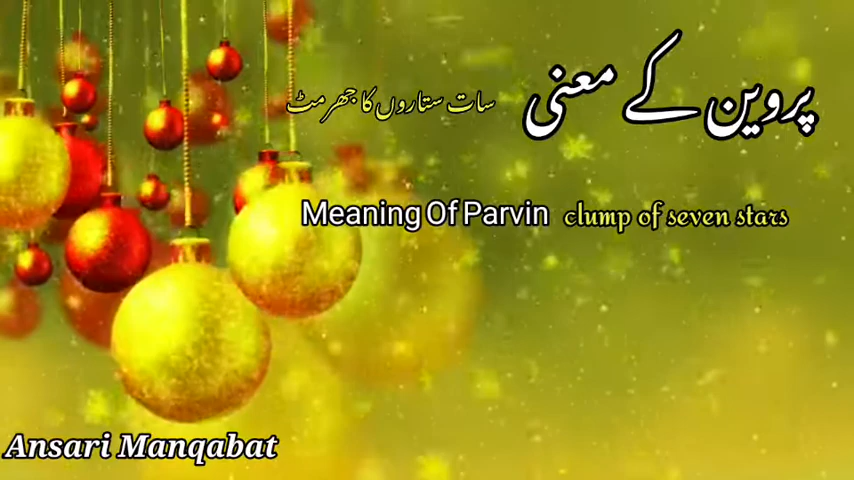 پروین کے معنی سات ستاروں کا جھرمٹ
Meaning Of Parvin clump of seven stars
Ansari Manqabat